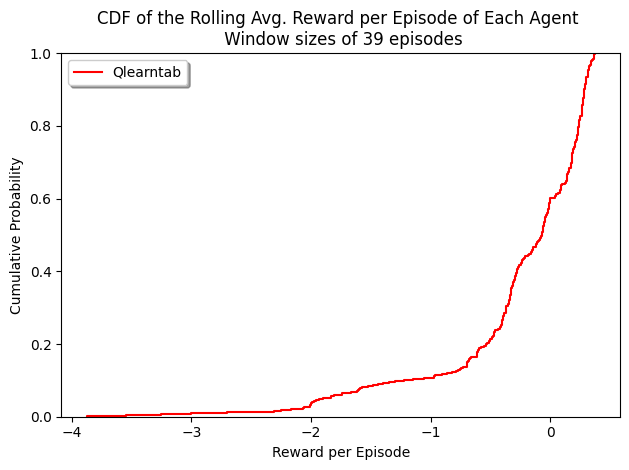 CDF of the Rolling Avg. Reward per Episode of Each Agent
Window sizes of 39 episodes
Qlearntab
1.0
0.8
0.6
0.4
0.2
0.0
Cumulative Probability
−4
−3
−2
−1
0
Reward per Episode